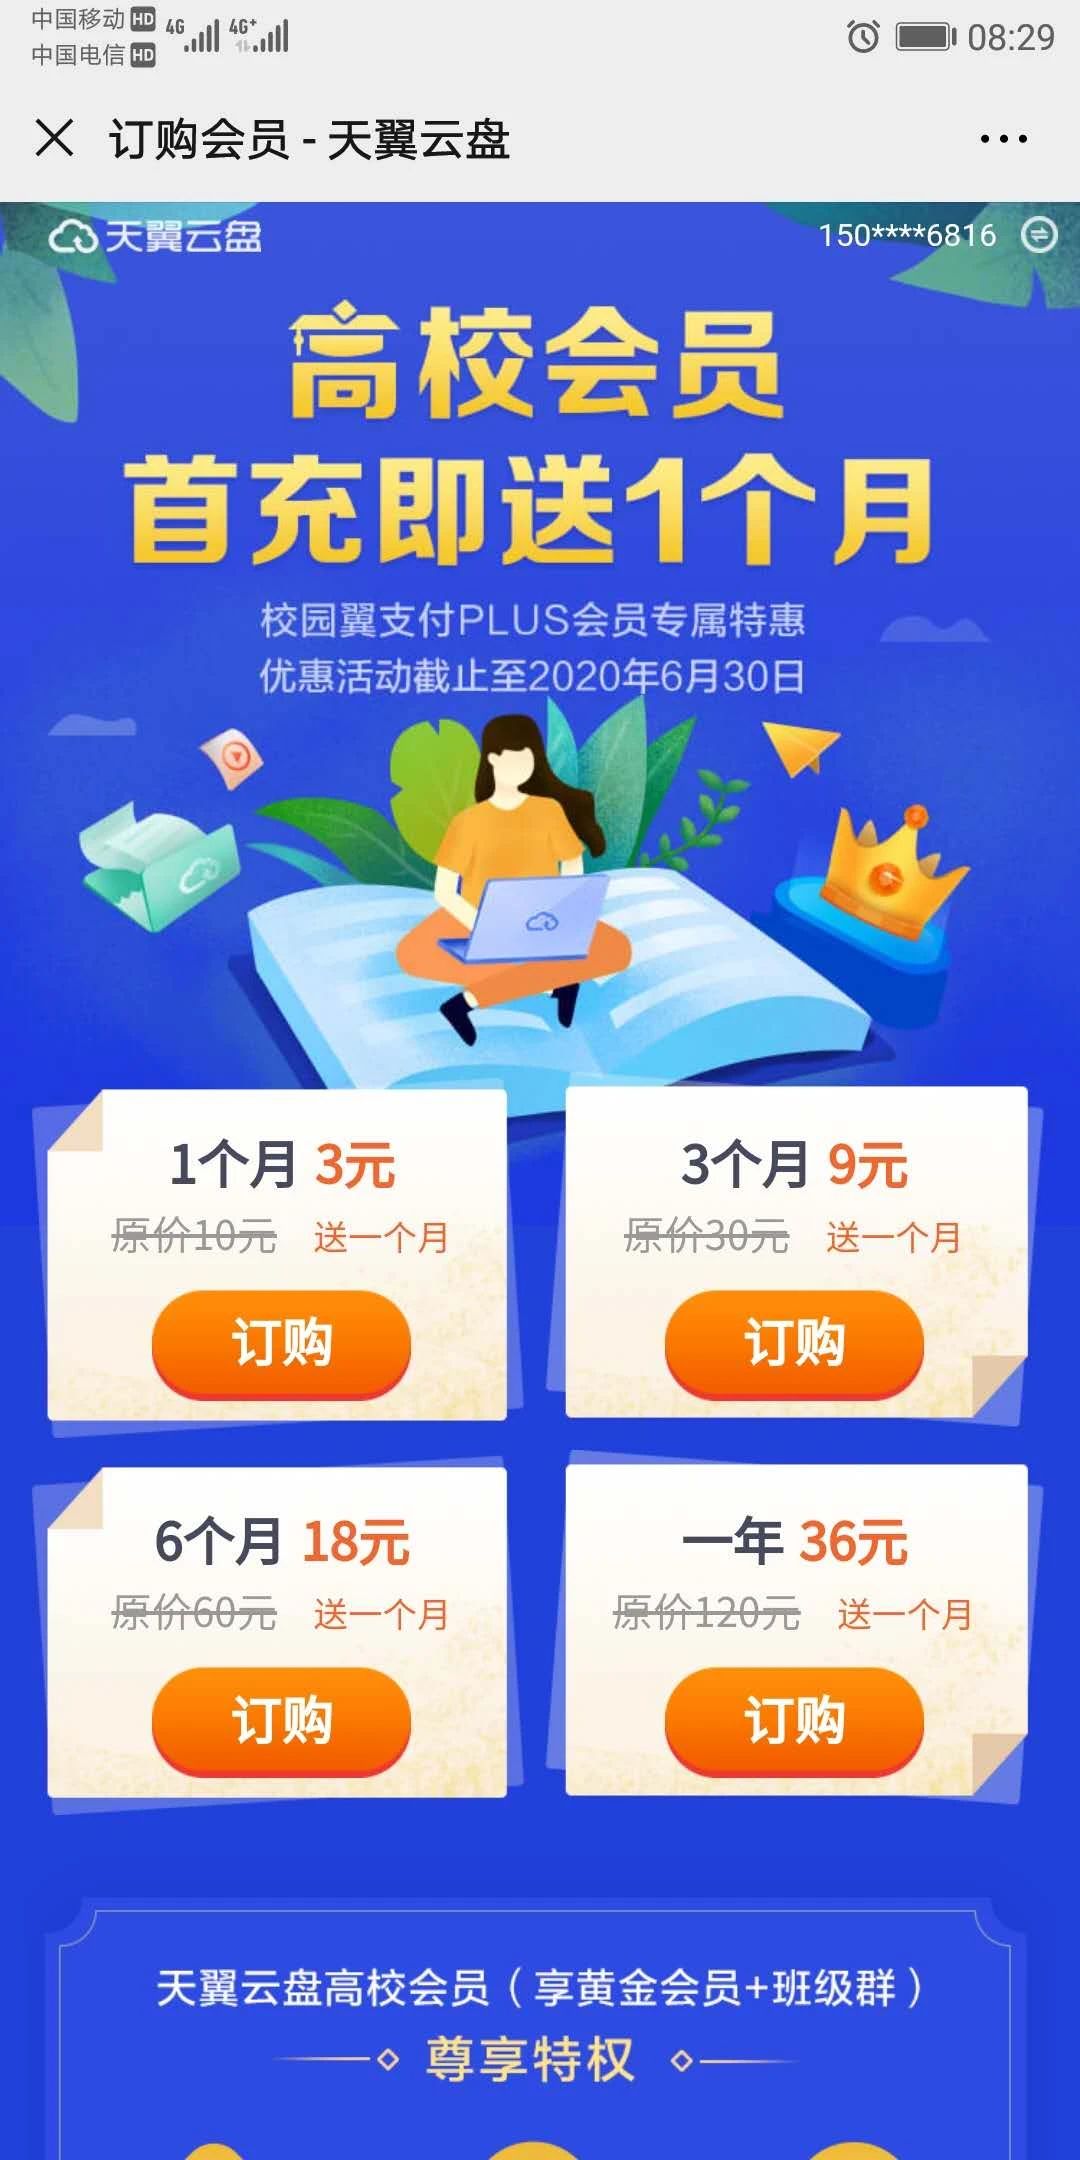 中国移动 HD 4G 4G+ 08:29
中国电信 HD
订购会员 - 天翼云盘
天翼云盘 150****6816
高校会员
首充即送1个月
校园翼支付PLUS会员专属特惠
优惠活动截止至2020年6月30日
1个月 3元
原价10元 送一个月
订购
3个月 9元
原价30元 送一个月
订购
6个月 18元
原价60元 送一个月
订购
一年 36元
原价120元 送一个月
订购
天翼云盘高校会员（享黄金会员+班级群）
尊享特权